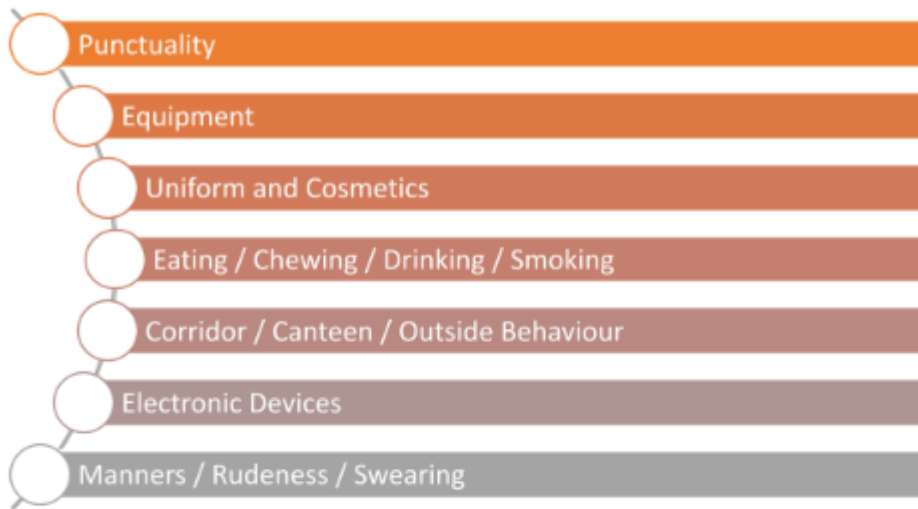 Punctuality
Equipment
Uniform and Cosmetics
Eating / Chewing / Drinking / Smoking
Corridor / Canteen / Outside Behaviour
Electronic Devices
Manners / Rudeness / Swearing